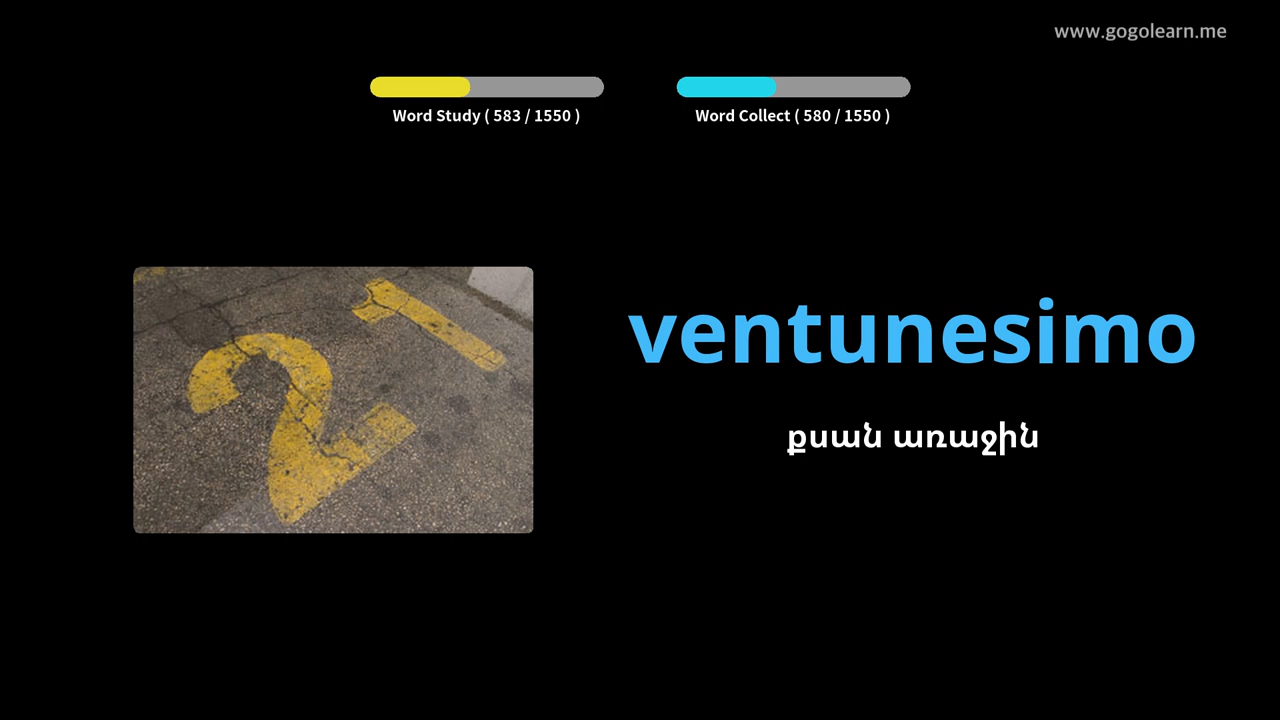 www.gogolearn.me
Word Study ( 583 / 1550 )
Word Collect ( 580 / 1550 )
21
ventunesimo
քսան առաջին